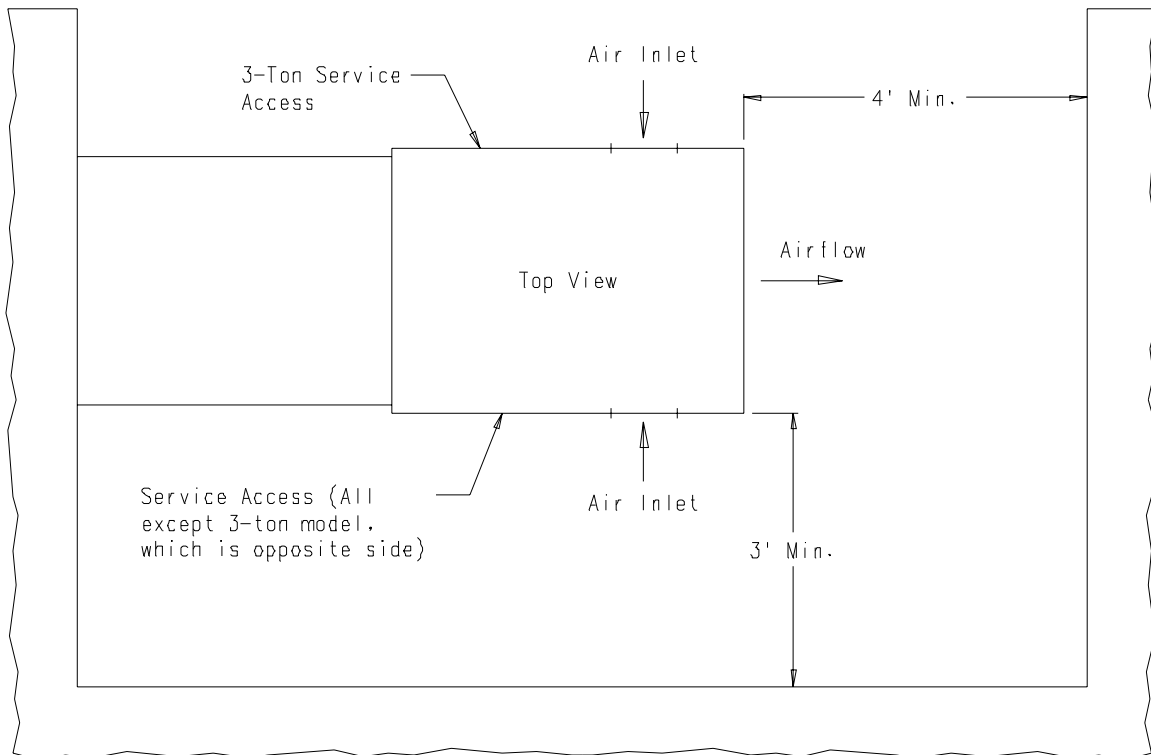 Air Inlet
3-Ton Service
Access
4' Min.
Airflow
Top View
Service Access (All
except 3-ton model,
which is opposite side)
Air Inlet
3' Min.